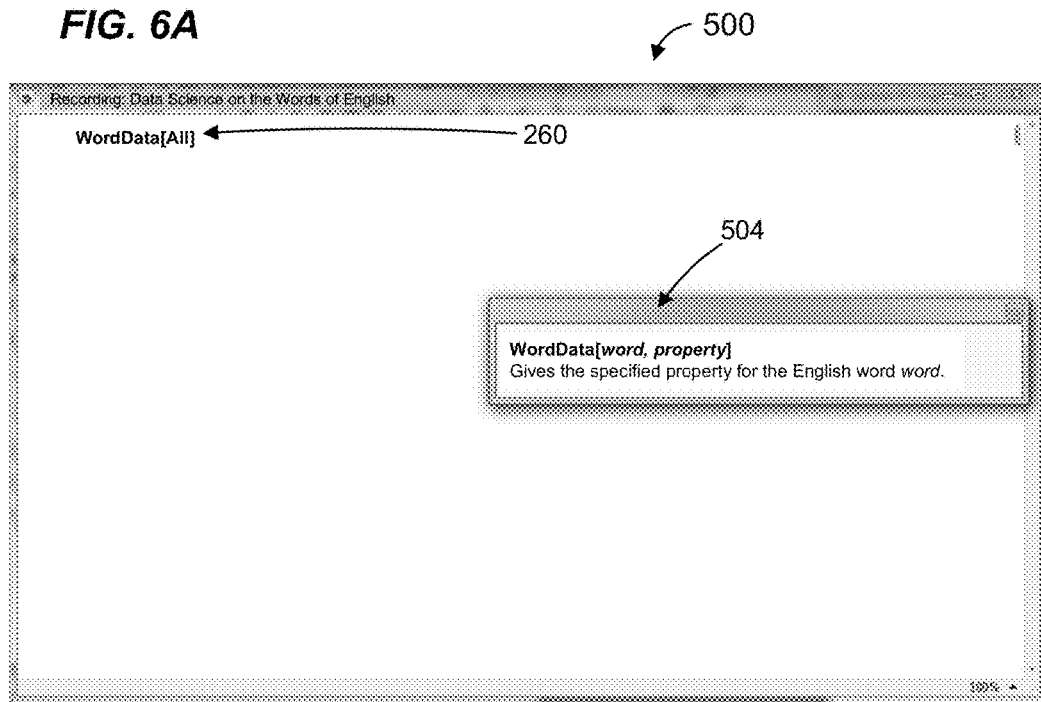 FIG. 6A
500
Recording: Data Science on the Words of English
WordData[All]
260
504
WordData[word, property]
Gives the specified property for the English word word.
100%